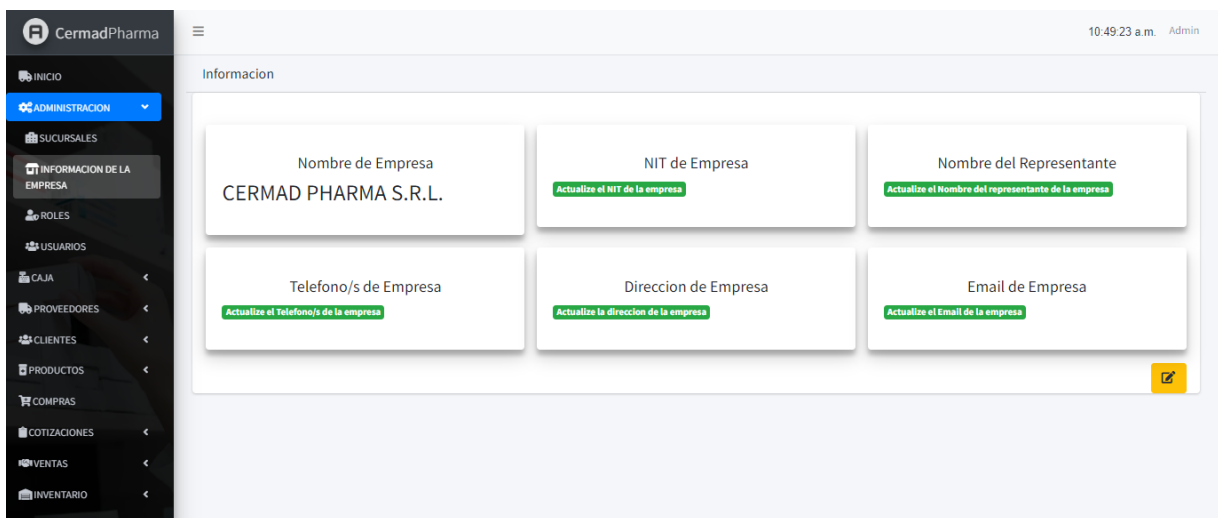 CermadPharma
10:49:23 a.m. Admin
INICIO
Informacion
ADMINISTRACION
SUCURSALES
INFORMACION DE LA
EMPRESA
ROLES
USUARIOS
CAJA
PROVEEDORES
CLIENTES
PRODUCTOS
COMPRAS
COTIZACIONES
VENTAS
INVENTARIO
Nombre de Empresa
CERMAD PHARMA S.R.L.
NIT de Empresa
Actualize el NIT de la empresa
Nombre del Representante
Actualize el Nombre del representante de la empresa
Telefono/s de Empresa
Actualize el Telefono/s de la empresa
Direccion de Empresa
Actualize la direccion de la empresa
Email de Empresa
Actualize el Email de la empresa